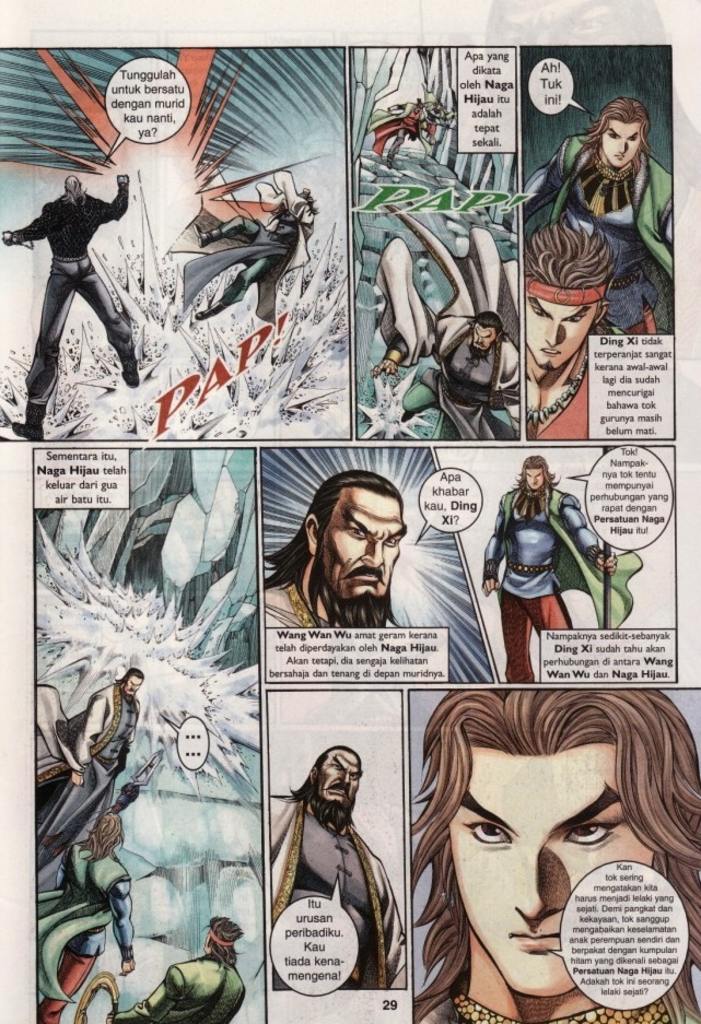 Tunggulah
untuk bersatu
dengan murid
kau nanti,
ya?
PAP!
Apa yang
dikata
oleh Naga
Hijau itu
adalah
tepat
sekali.
PAP!
Ah!
Tuk
ini!
Ding Xi tidak
terperanjat sangat
kerana awal-awal
lagi dia sudah
mencurigai
bahawa tok
gurunya masih
belum mati.
Sementara itu,
Naga Hijau telah
keluar dari gua
air batu itu.
...
...
Apa
khabar
kau, Ding
Xi?
Wang Wan Wu amat geram kerana
telah diperdayakan oleh Naga Hijau.
Akan tetapi, dia sengaja kelihatan
bersahaja dan tenang di depan muridnya.
Tok!
Nampak-
nya tok tentu
mempunyai
perhubungan yang
rapat dengan
Persatuan Naga
Hijau itu!
Nampaknya sedikit-sebanyak
Ding Xi sudah tahu akan
perhubungan di antara Wang
Wan Wu dan Naga Hijau.
Itu
urusan
peribadiku.
Kau
tiada kena-
mengena!
Kan
tok sering
mengatakan kita
harus menjadi lelaki yang
sejati. Demi pangkat dan
kekayaan, tok sanggup
mengabaikan keselamatan
anak perempuan sendiri dan
berpakat dengan kumpulan
hitam yang dikenali sebagai
Persatuan Naga Hijau itu.
Adakah tok ini seorang
lelaki sejati?
29